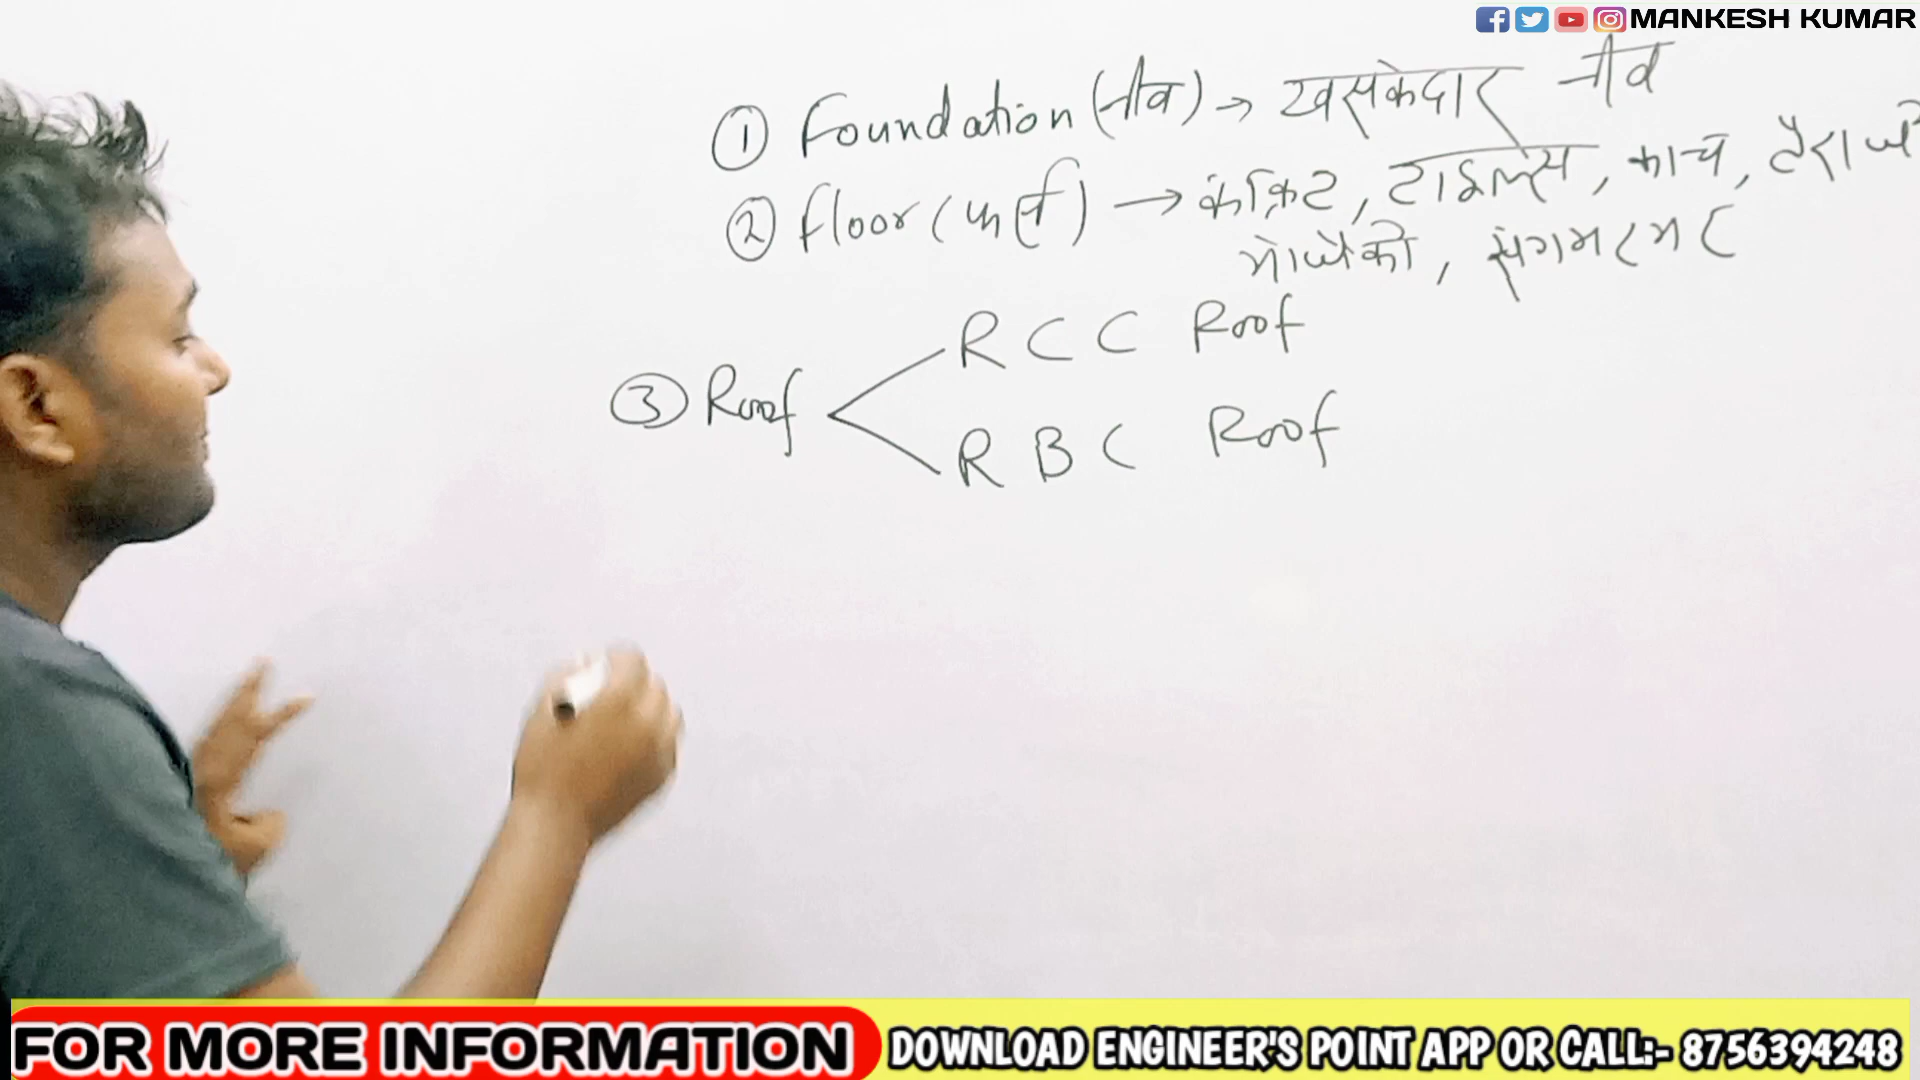 MANKESH KUMAR
① Foundation (नीव) → खसकेदार नीव
② floor (फर्स) → कंक्रिट, टाइल्स, काच, टैराजो
मोजेको, संगमरमर
③ Roof
RCC Roof
RBC Roof
FOR MORE INFORMATION DOWNLOAD ENGINEER'S POINT APP OR CALL:- 8756394248